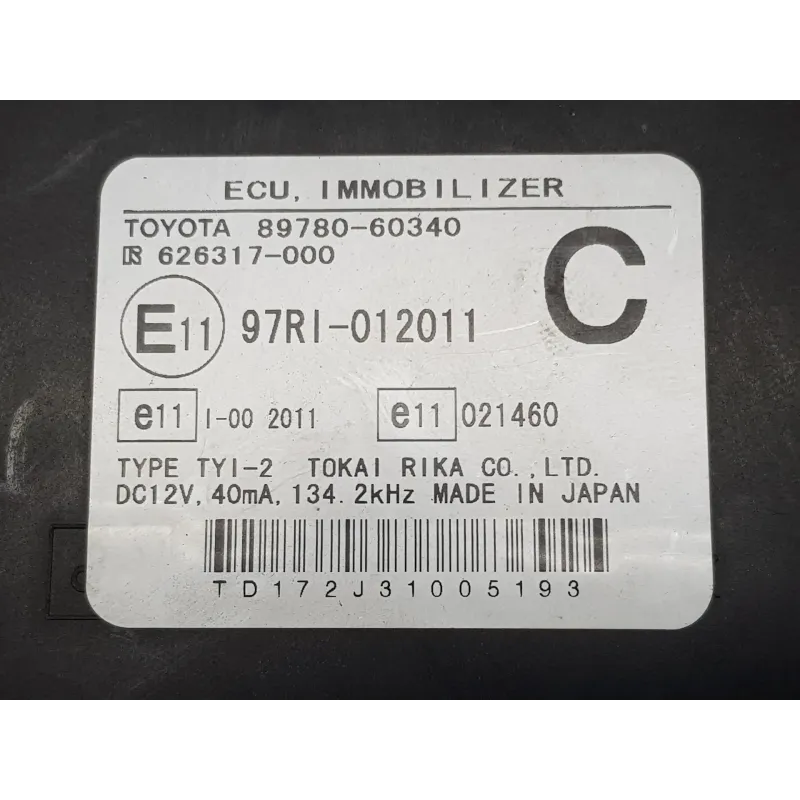 ECU, IMMOBILIZER
TOYOTA 89780-60340
626317-000
C
E11 97RI-012011
e11 I-00 2011 e11 021460
TYPE TYI-2 TOKAI RIKA CO.,LTD.
DC12V, 40mA, 134.2kHz MADE IN JAPAN
TD172J31005193